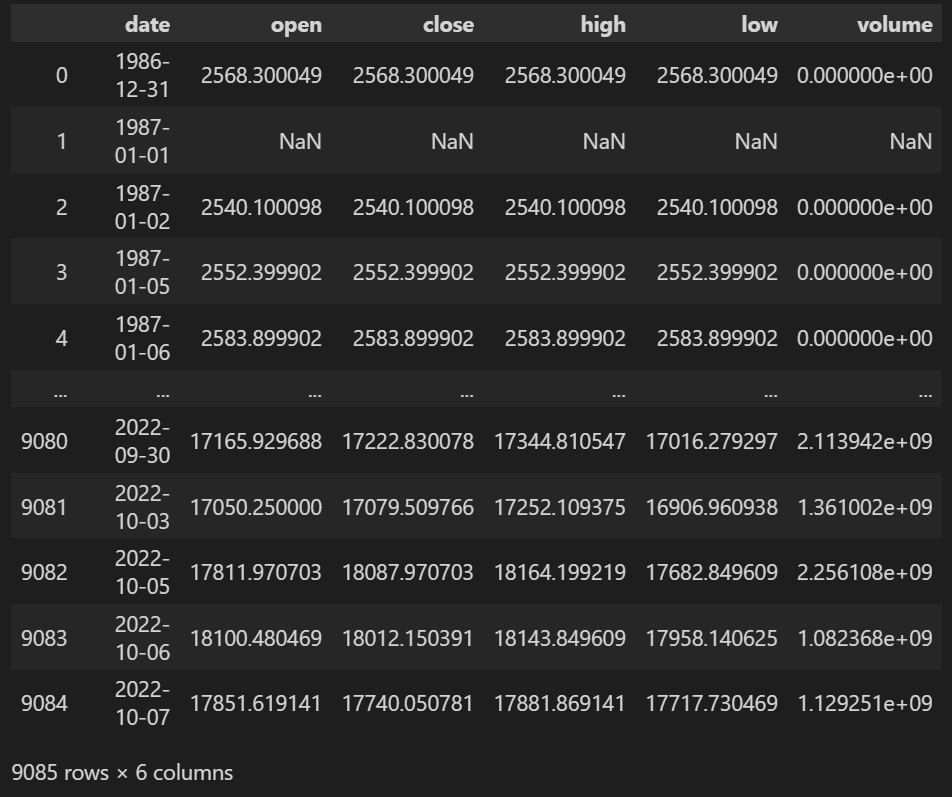 date open close high low volume
0 1986-12-31 2568.300049 2568.300049 2568.300049 2568.300049 0.000000e+00
1 1987-01-01 NaN NaN NaN NaN NaN
2 1987-01-02 2540.100098 2540.100098 2540.100098 2540.100098 0.000000e+00
3 1987-01-05 2552.399902 2552.399902 2552.399902 2552.399902 0.000000e+00
4 1987-01-06 2583.899902 2583.899902 2583.899902 2583.899902 0.000000e+00
... ... ... ... ... ... ...
9080 2022-09-30 17165.929688 17222.830078 17344.810547 17016.279297 2.113942e+09
9081 2022-10-03 17050.250000 17079.509766 17252.109375 16906.960938 1.361002e+09
9082 2022-10-05 17811.970703 18087.970703 18164.199219 17682.849609 2.256108e+09
9083 2022-10-06 18100.480469 18012.150391 18143.849609 17958.140625 1.082368e+09
9084 2022-10-07 17851.619141 17740.050781 17881.869141 17717.730469 1.129251e+09
9085 rows × 6 columns